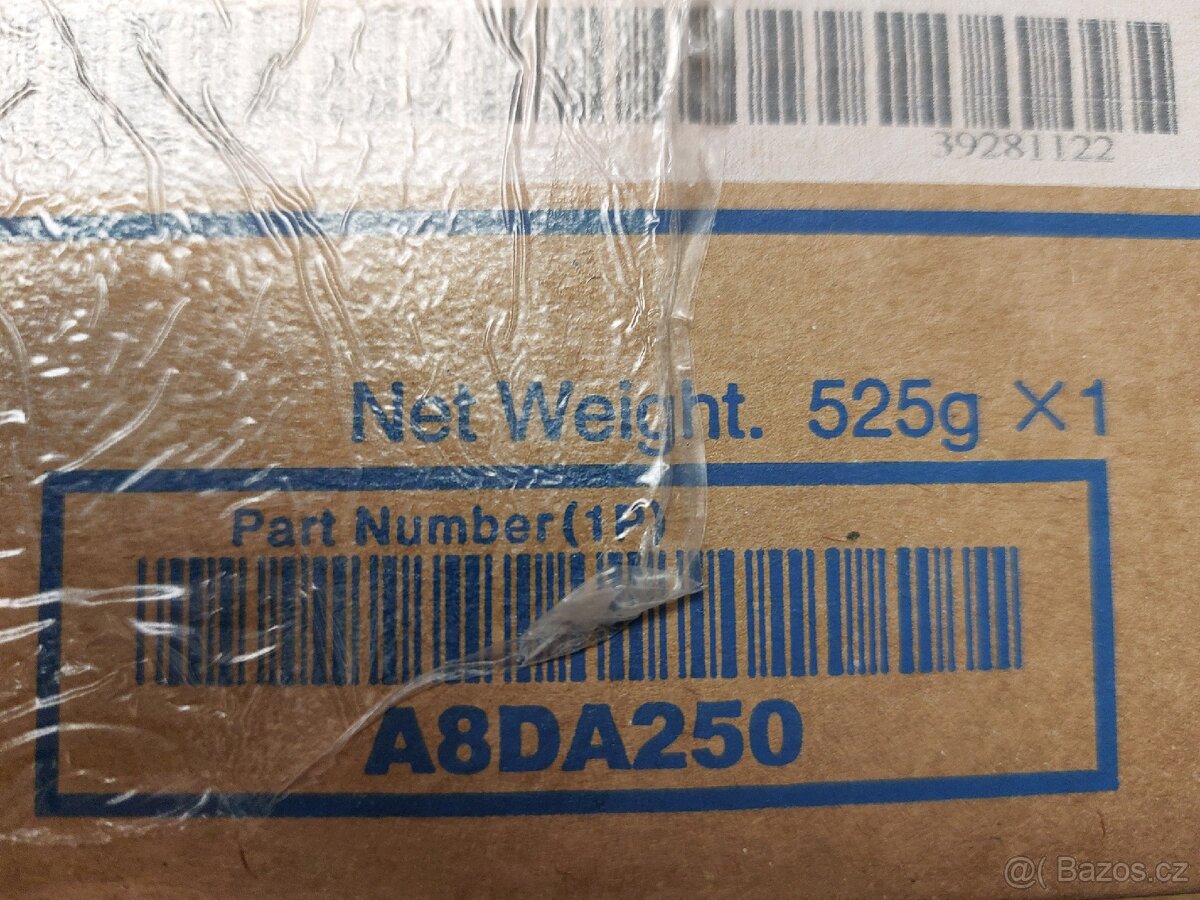 39281122
Net Weight. 525g ×1
Part Number(1P)
A8DA250
@( Bazos.cz